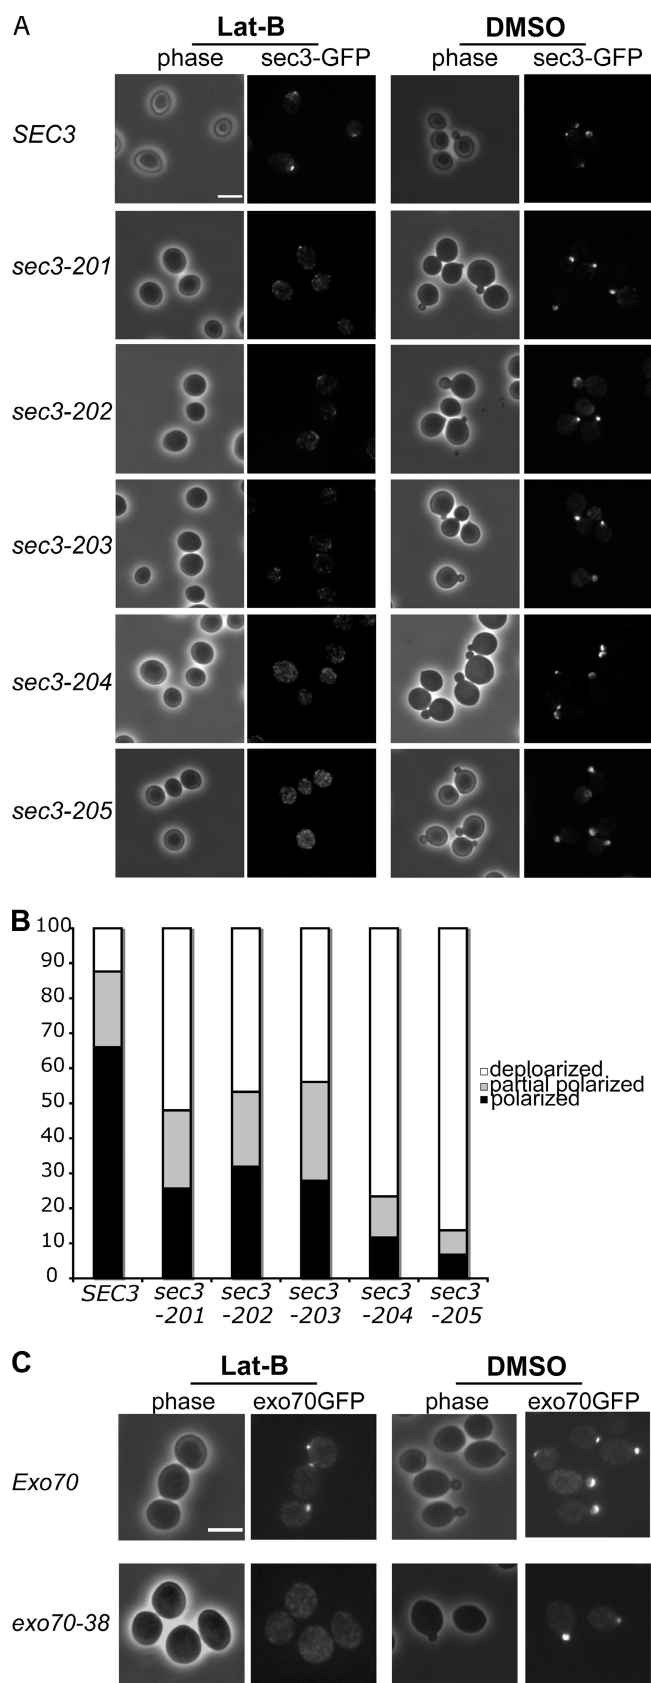 A
Lat-B DMSO
phase sec3-GFP phase sec3-GFP
SEC3
sec3-201
sec3-202
sec3-203
sec3-204
sec3-205
B
100
90
80
70
60
50
40
30
20
10
0
deploarized
partial polarized
polarized
SEC3 sec3 sec3 sec3 sec3 sec3
-201 -202 -203 -204 -205
C
Lat-B DMSO
phase exo70GFP phase exo70GFP
Exo70
exo70-38